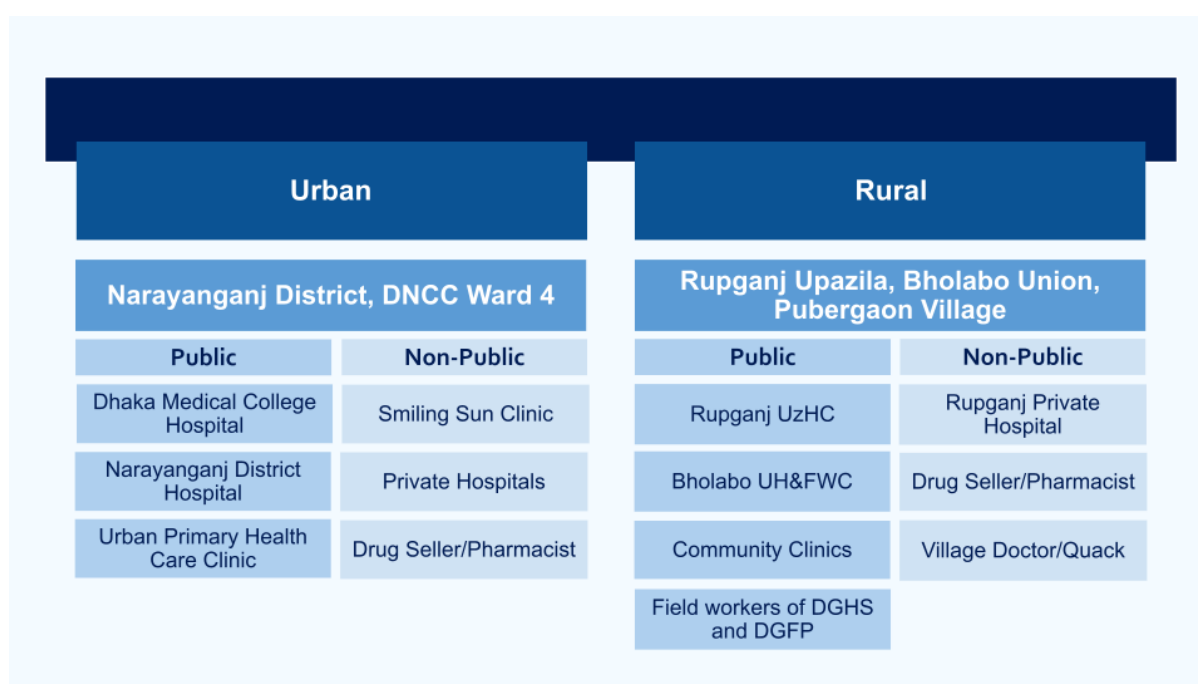 Urban
Rural
Narayanganj District, DNCC Ward 4
Rupganj Upazila, Bholabo Union,
Pubergaon Village
Public
Non-Public
Public
Non-Public
Dhaka Medical College
Hospital
Smiling Sun Clinic
Rupganj UzHC
Rupganj Private
Hospital
Narayanganj District
Hospital
Private Hospitals
Bholabo UH&FWC
Drug Seller/Pharmacist
Urban Primary Health
Care Clinic
Drug Seller/Pharmacist
Community Clinics
Village Doctor/Quack
Field workers of DGHS
and DGFP